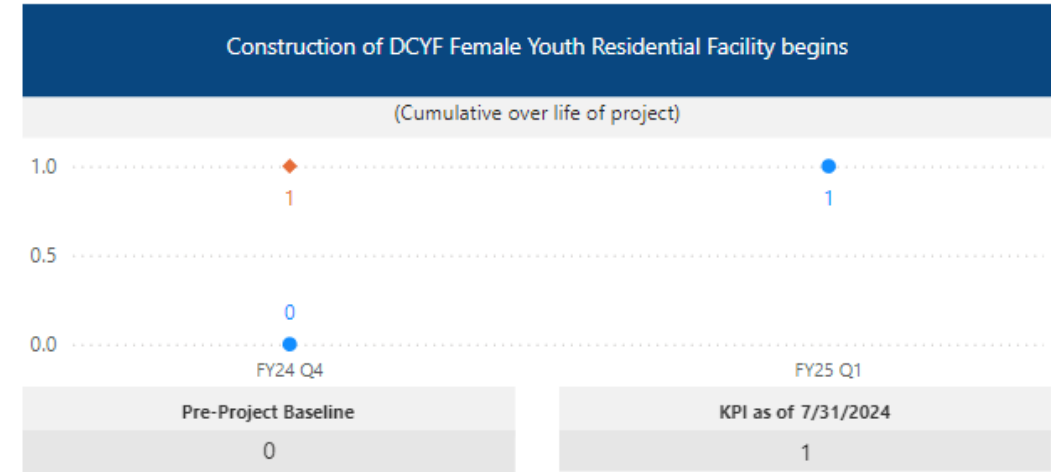 Construction of DCYF Female Youth Residential Facility begins
(Cumulative over life of project)
1.0
1
1
0.5
0
0.0
FY24 Q4
FY25 Q1
Pre-Project Baseline
KPI as of 7/31/2024
0
1